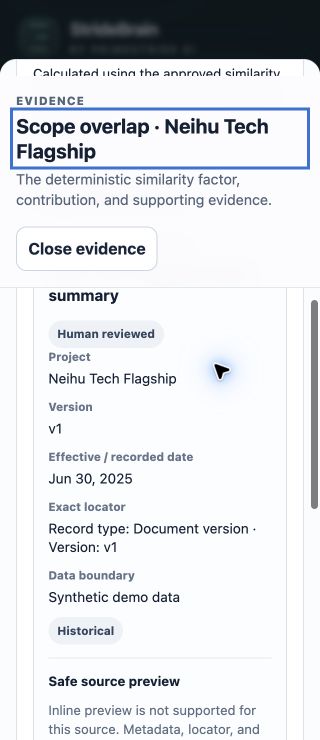 StrideBrain
Calculated using the approved similarity
EVIDENCE
Scope overlap · Neihu Tech
Flagship
The deterministic similarity factor,
contribution, and supporting evidence.
Close evidence
summary
Human reviewed
Project
Neihu Tech Flagship
Version
v1
Effective / recorded date
Jun 30, 2025
Exact locator
Record type: Document version ·
Version: v1
Data boundary
Synthetic demo data
Historical
Safe source preview
Inline preview is not supported for
this source. Metadata, locator, and